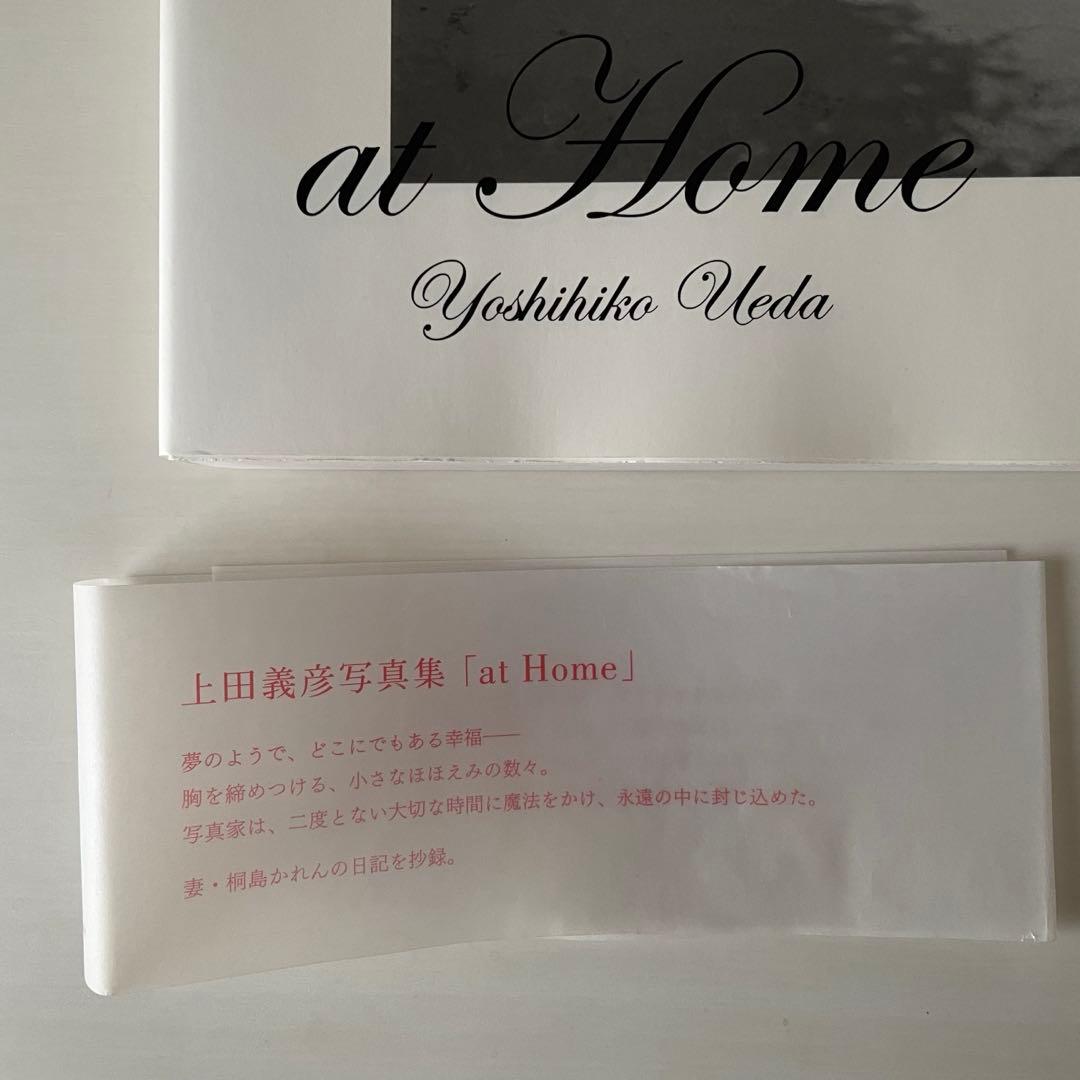 at Home
Yoshihiko Ueda
上田義彦写真集「at Home」
夢のようで、どこにでもある幸福——
胸を締めつける、小さなほほえみの数々。
写真家は、二度とない大切な時間に魔法をかけ、永遠の中に封じ込めた。
妻・桐島かれんの日記を抄録。